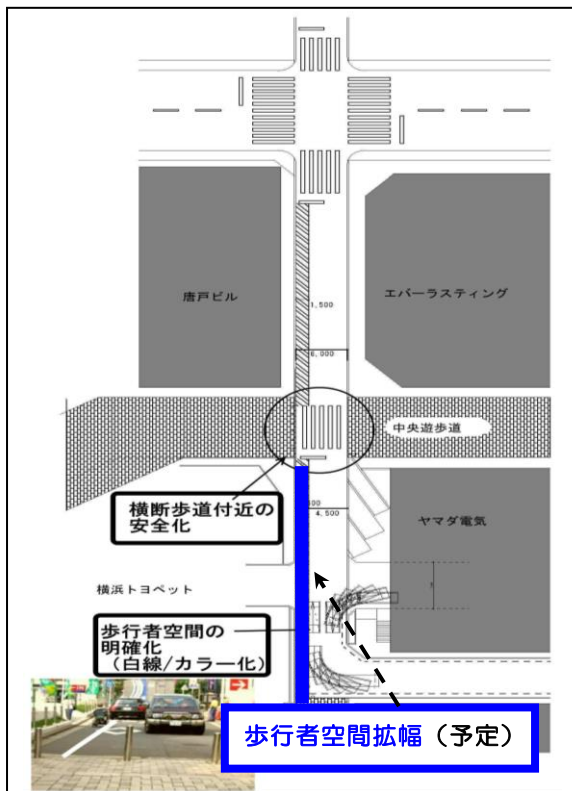 唐戸ビル
エバーラスティング
1,500
6,000
中央遊歩道
横断歩道付近の
安全化
4,500
ヤマダ電気
横浜トヨペット
歩行者空間の
明確化
（白線/カラー化）
歩行者空間拡幅（予定）